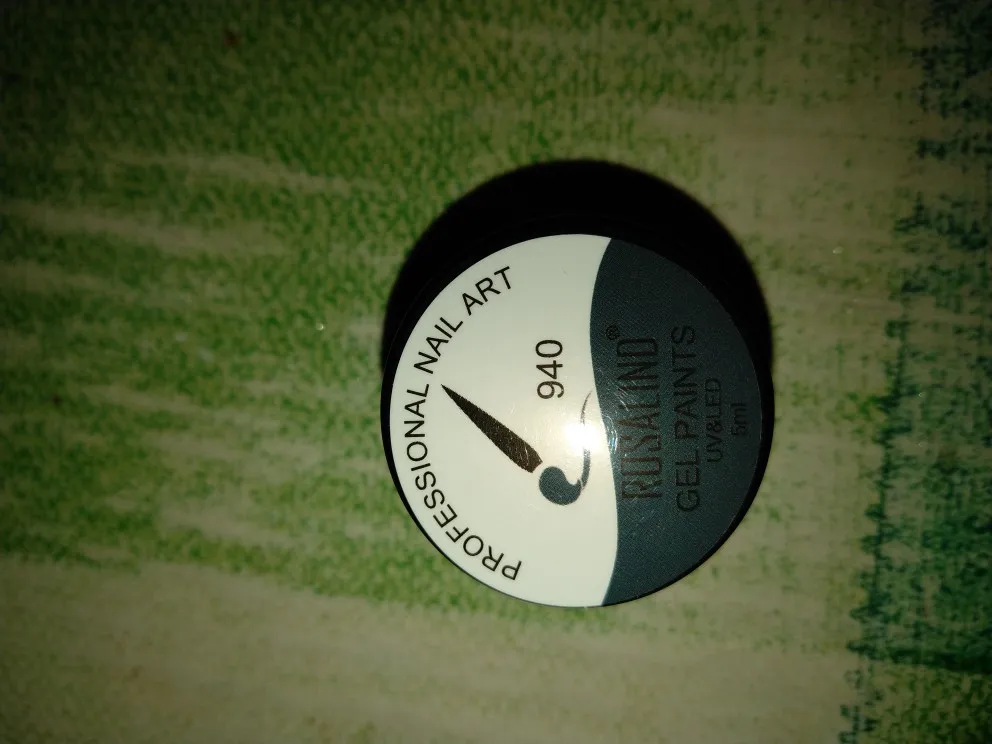 PROFESSIONAL NAIL ART
940
ROSALIND®
GEL PAINTS
UV&LED
5ml